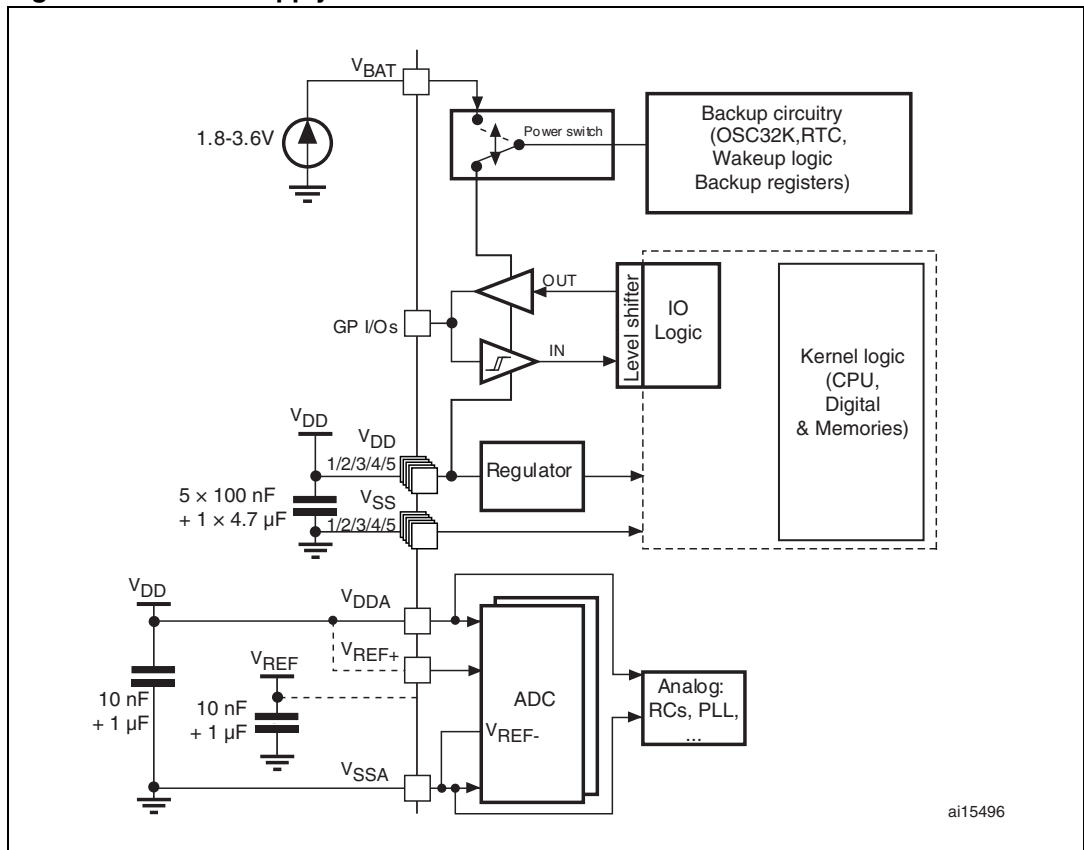 VBAT
1.8-3.6V
Power switch
Backup circuitry
(OSC32K,RTC,
Wakeup logic
Backup registers)
GP I/Os
OUT
IN
Level shifter
IO
Logic
Kernel logic
(CPU,
Digital
& Memories)
VDD
VDD
1/2/3/4/5
Regulator
5 × 100 nF
+ 1 × 4.7 µF
VSS
1/2/3/4/5
VDD
VDDA
VREF+
VREF
10 nF
+ 1 µF
10 nF
+ 1 µF
ADC
VREF-
Analog:
RCs, PLL,
...
VSSA
ai15496